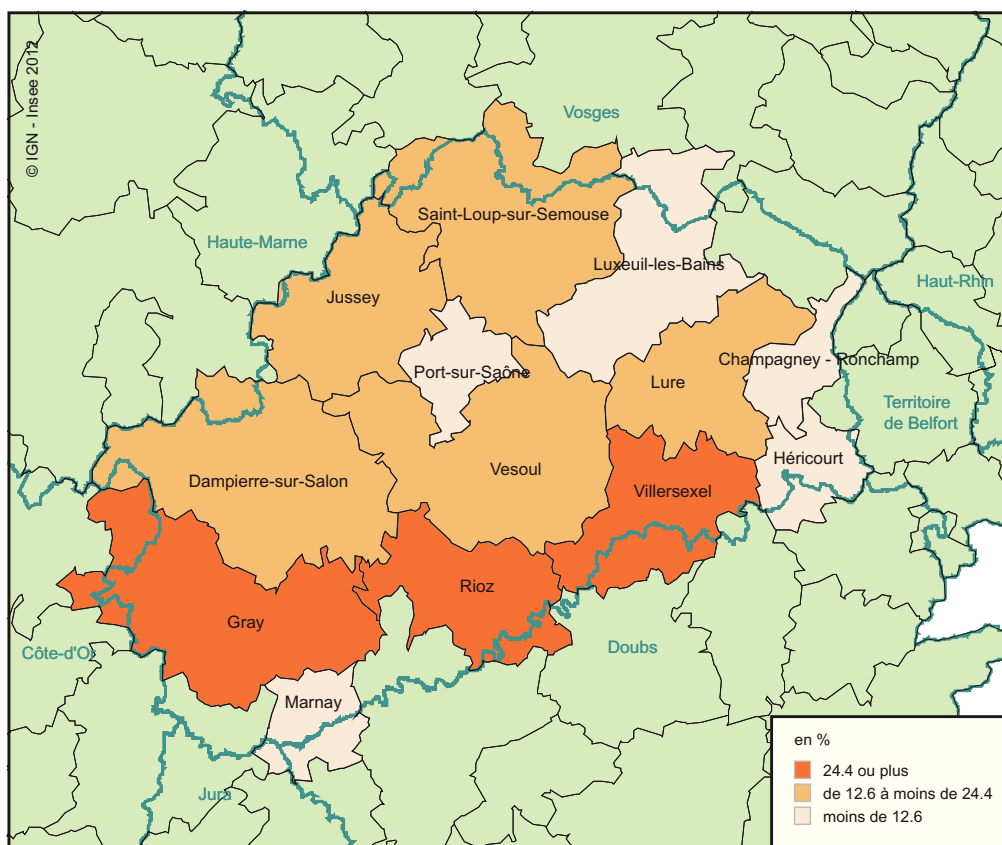 © IGN - Insee 2012
Vosges
Saint-Loup-sur-Semouse
Haute-Marne
Luxeuil-les-Bains
Haut-Rhin
Jussey
Champagney - Ronchamp
Port-sur-Saône
Lure
Territoire
de Belfort
Héricourt
Vesoul
Dampierre-sur-Salon
Villersexel
Rioz
Gray
Côte-d'Or
Doubs
Marnay
Jura
en %
24.4 ou plus
de 12.6 à moins de 24.4
moins de 12.6